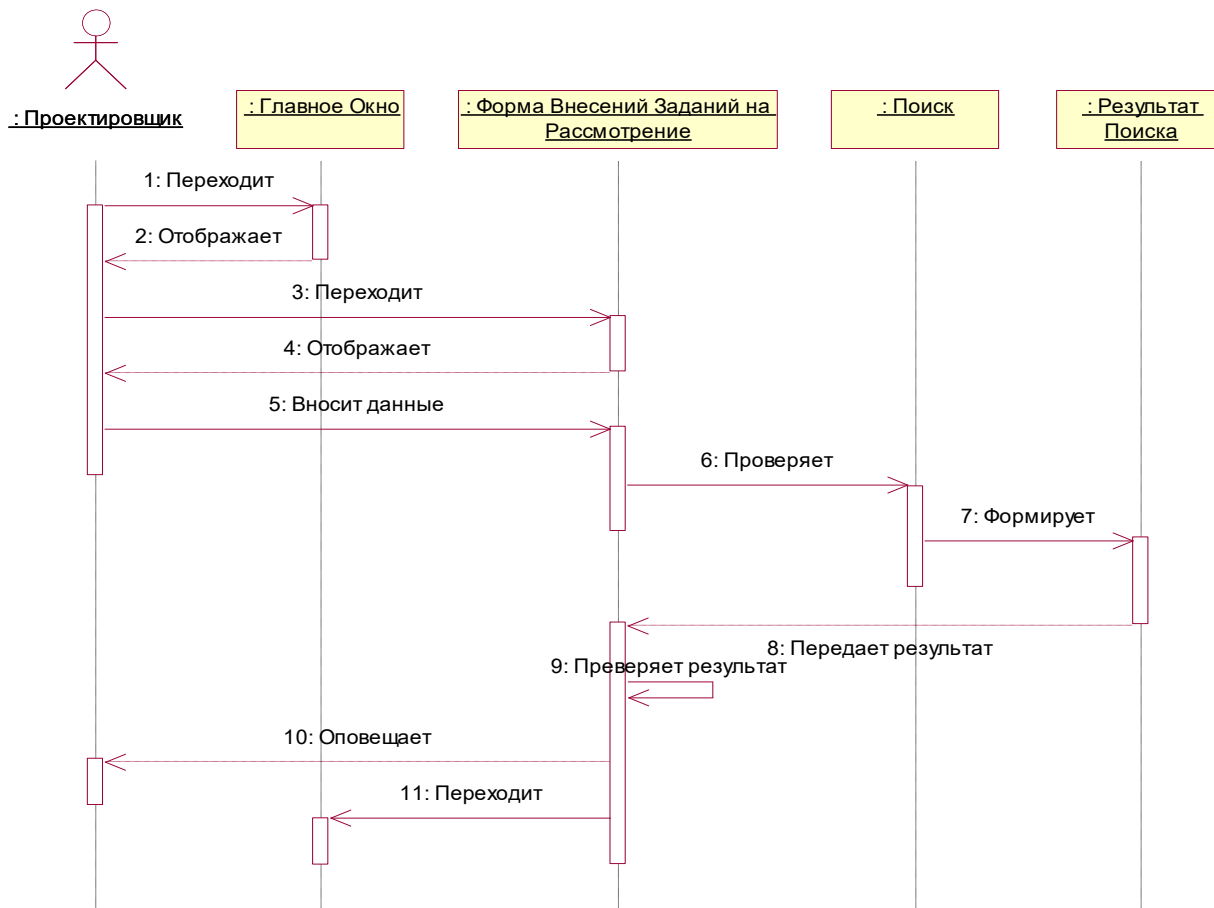 : Проектировщик
: Главное Окно
: Форма Внесений Заданий на
Рассмотрение
: Поиск
: Результат
Поиска
1: Переходит
2: Отображает
3: Переходит
4: Отображает
5: Вносит данные
6: Проверяет
7: Формирует
8: Передает результат
9: Преверяет результат
10: Оповещает
11: Переходит